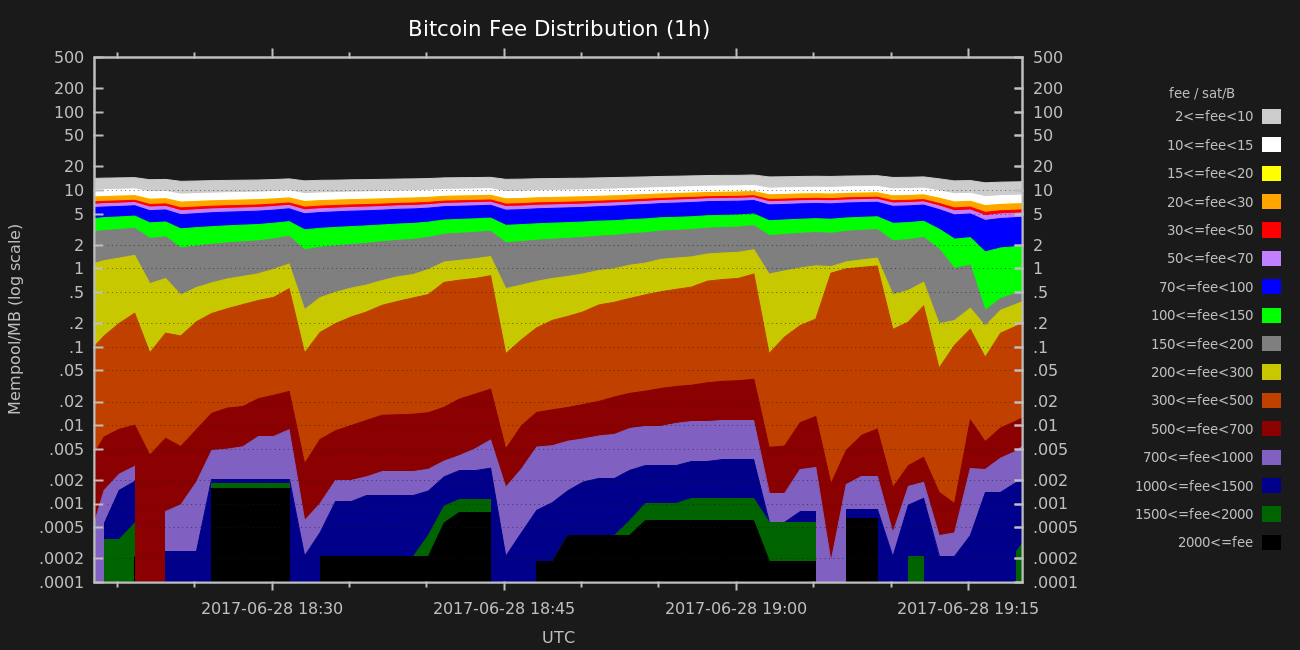 Bitcoin Fee Distribution (1h)
500 500
200 200
100 100
50 50
20 20
10 10
5 5
2 2
1 1
.5 .5
.2 .2
.1 .1
.05 .05
.02 .02
.01 .01
.005 .005
.002 .002
.001 .001
.0005 .0005
.0002 .0002
.0001 .0001
Mempool/MB (log scale)
2017-06-28 18:30 2017-06-28 18:45 2017-06-28 19:00 2017-06-28 19:15
UTC
fee / sat/B
2<=fee<10
10<=fee<15
15<=fee<20
20<=fee<30
30<=fee<50
50<=fee<70
70<=fee<100
100<=fee<150
150<=fee<200
200<=fee<300
300<=fee<500
500<=fee<700
700<=fee<1000
1000<=fee<1500
1500<=fee<2000
2000<=fee